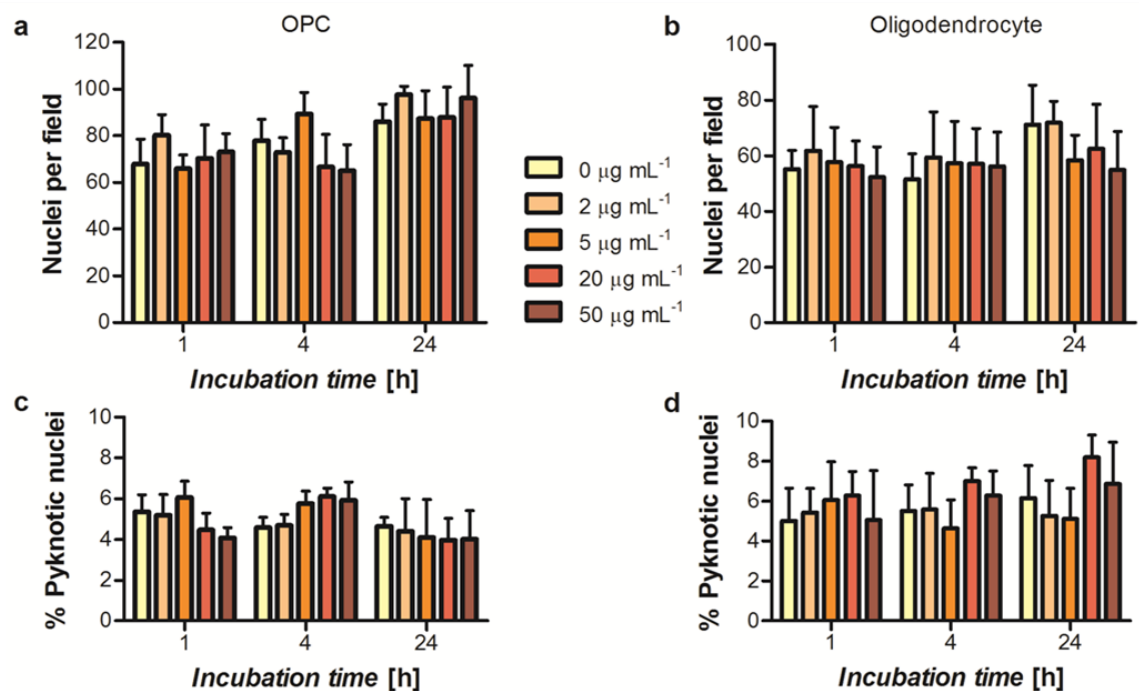 a
OPC
Nuclei per field
120
100
80
60
40
20
0
1
4
24
Incubation time [h]
0 µg mL⁻¹
2 µg mL⁻¹
5 µg mL⁻¹
20 µg mL⁻¹
50 µg mL⁻¹
b
Oligodendrocyte
Nuclei per field
100
80
60
40
20
0
1
4
24
Incubation time [h]
c
% Pyknotic nuclei
10
8
6
4
2
0
1
4
24
Incubation time [h]
d
% Pyknotic nuclei
10
8
6
4
2
0
1
4
24
Incubation time [h]